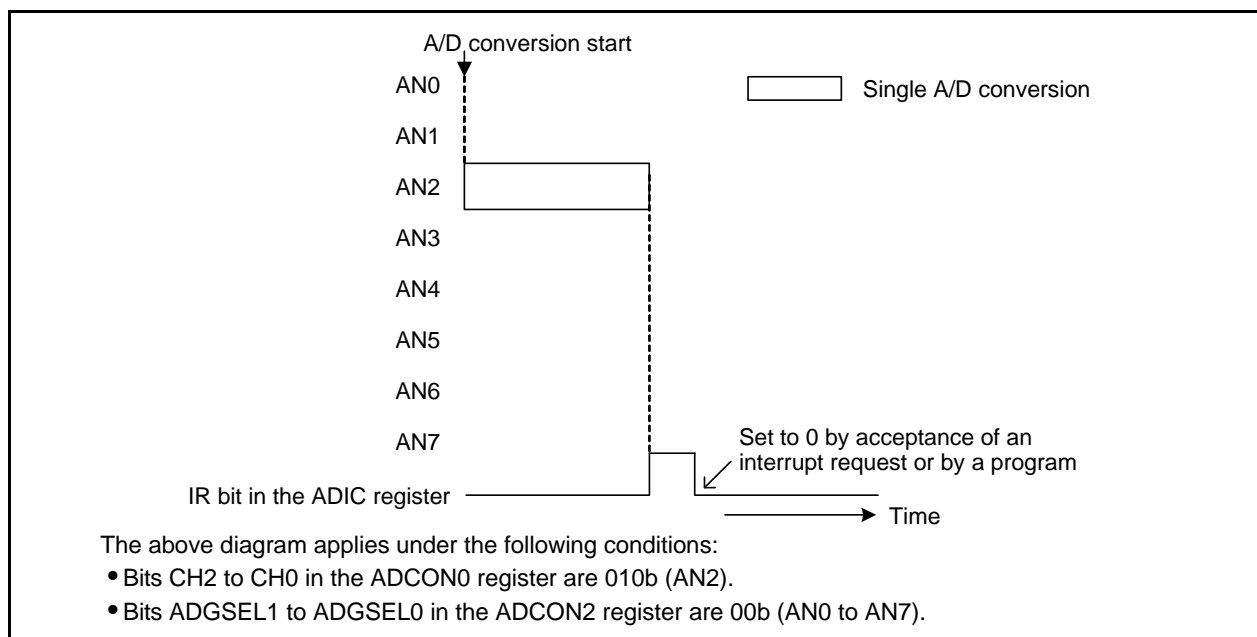 A/D conversion start
AN0
Single A/D conversion
AN1
AN2
AN3
AN4
AN5
AN6
AN7
Set to 0 by acceptance of an
interrupt request or by a program
IR bit in the ADIC register
Time
The above diagram applies under the following conditions:
• Bits CH2 to CH0 in the ADCON0 register are 010b (AN2).
• Bits ADGSEL1 to ADGSEL0 in the ADCON2 register are 00b (AN0 to AN7).